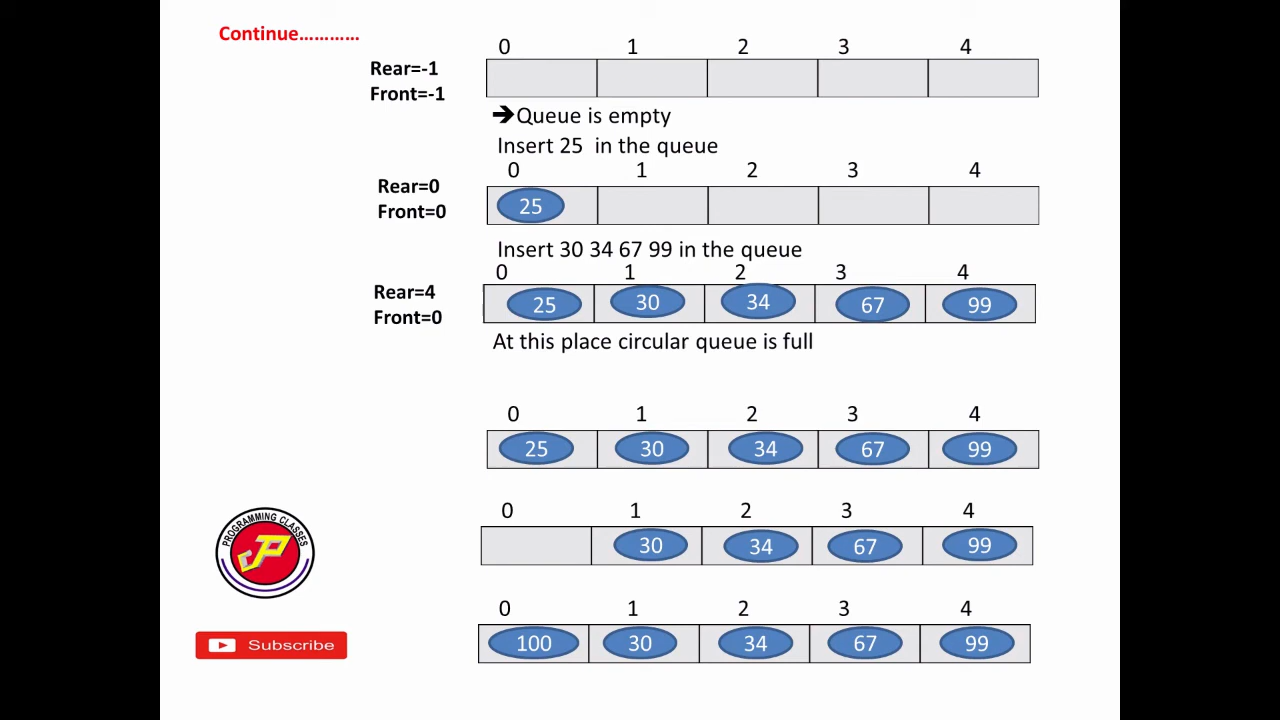 Continue............
0 1 2 3 4
Rear=-1
Front=-1
➔Queue is empty
Insert 25 in the queue
0 1 2 3 4
Rear=0
Front=0
25
Insert 30 34 67 99 in the queue
0 1 2 3 4
Rear=4
Front=0
25 30 34 67 99
At this place circular queue is full
0 1 2 3 4
25 30 34 67 99
0 1 2 3 4
30 34 67 99
PROGRAMMING CLASSES
CP
0 1 2 3 4
100 30 34 67 99
Subscribe